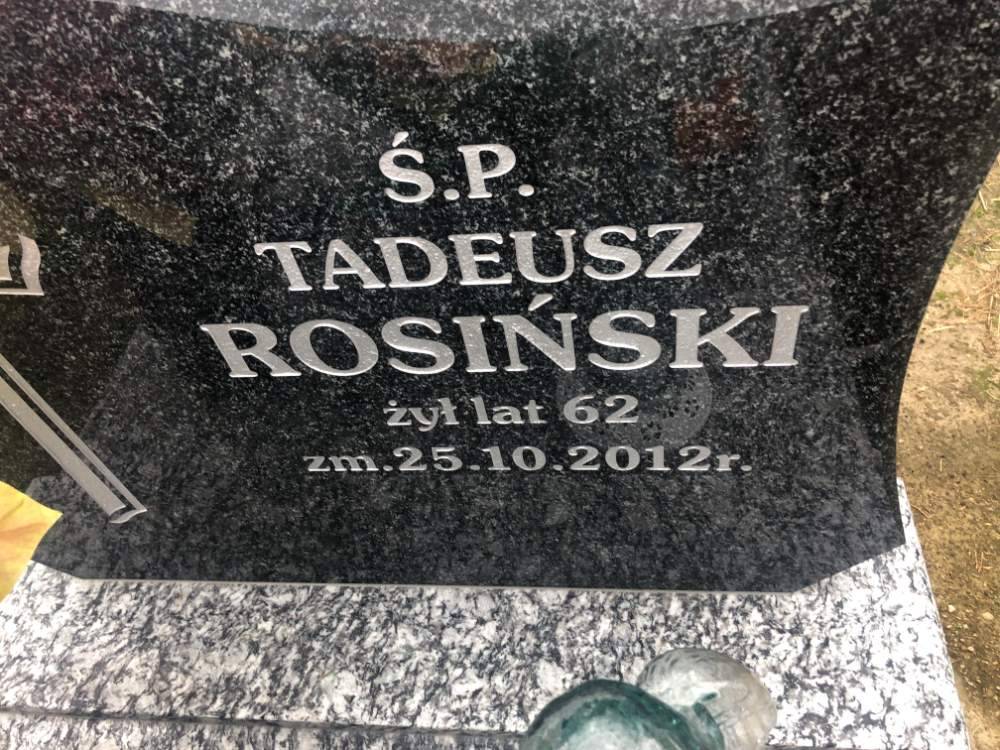 Ś.P.
TADEUSZ
ROSIŃSKI
żył lat 62
zm.25.10.2012r.